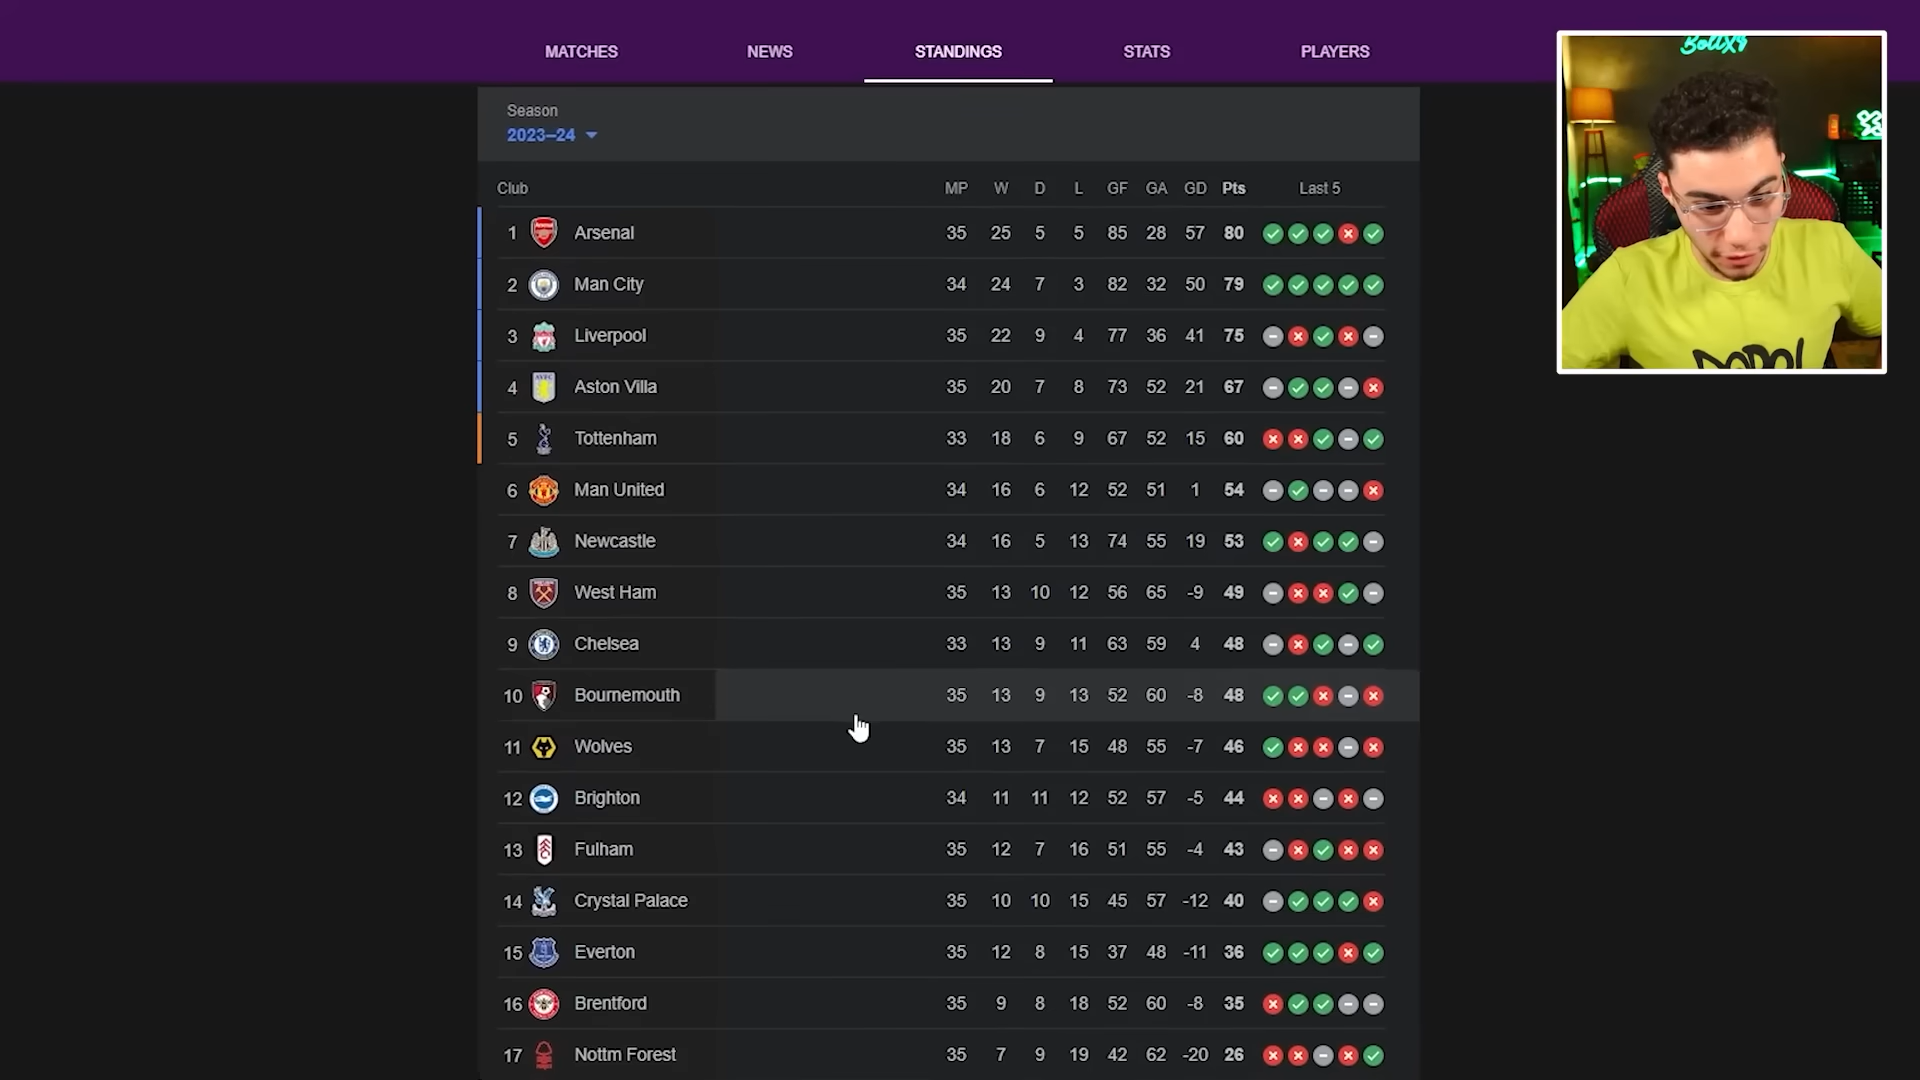 MATCHES NEWS STANDINGS STATS PLAYERS
Season
2023–24
Club MP W D L GF GA GD Pts Last 5
1 Arsenal 35 25 5 5 85 28 57 80
2 Man City 34 24 7 3 82 32 50 79
3 Liverpool 35 22 9 4 77 36 41 75
4 Aston Villa 35 20 7 8 73 52 21 67
5 Tottenham 33 18 6 9 67 52 15 60
6 Man United 34 16 6 12 52 51 1 54
7 Newcastle 34 16 5 13 74 55 19 53
8 West Ham 35 13 10 12 56 65 -9 49
9 Chelsea 33 13 9 11 63 59 4 48
10 Bournemouth 35 13 9 13 52 60 -8 48
11 Wolves 35 13 7 15 48 55 -7 46
12 Brighton 34 11 11 12 52 57 -5 44
13 Fulham 35 12 7 16 51 55 -4 43
14 Crystal Palace 35 10 10 15 45 57 -12 40
15 Everton 35 12 8 15 37 48 -11 36
16 Brentford 35 9 8 18 52 60 -8 35
17 Nottm Forest 35 7 9 19 42 62 -20 26